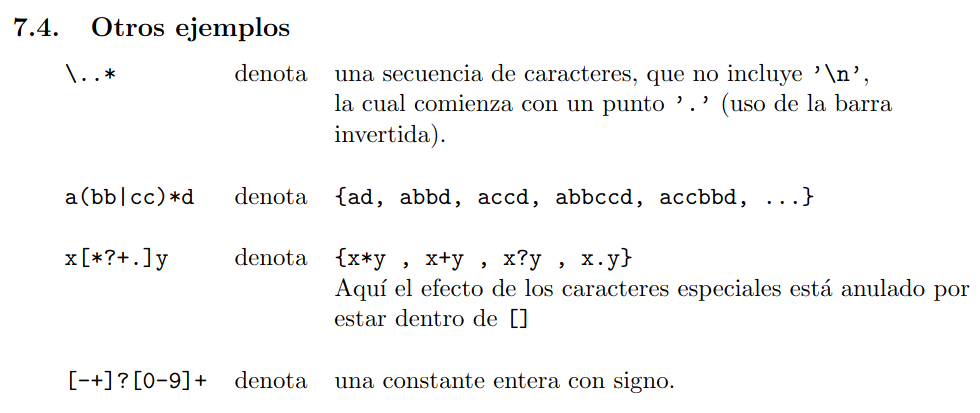 7.4. Otros ejemplos
\..* denota una secuencia de caracteres, que no incluye ’\n’,
la cual comienza con un punto ’.’ (uso de la barra
invertida).
a(bb|cc)*d denota {ad, abbd, accd, abbccd, accbbd, ...}
x[*?+.]y denota {x*y , x+y , x?y , x.y}
Aquí el efecto de los caracteres especiales está anulado por
estar dentro de []
[-+]?[0-9]+ denota una constante entera con signo.